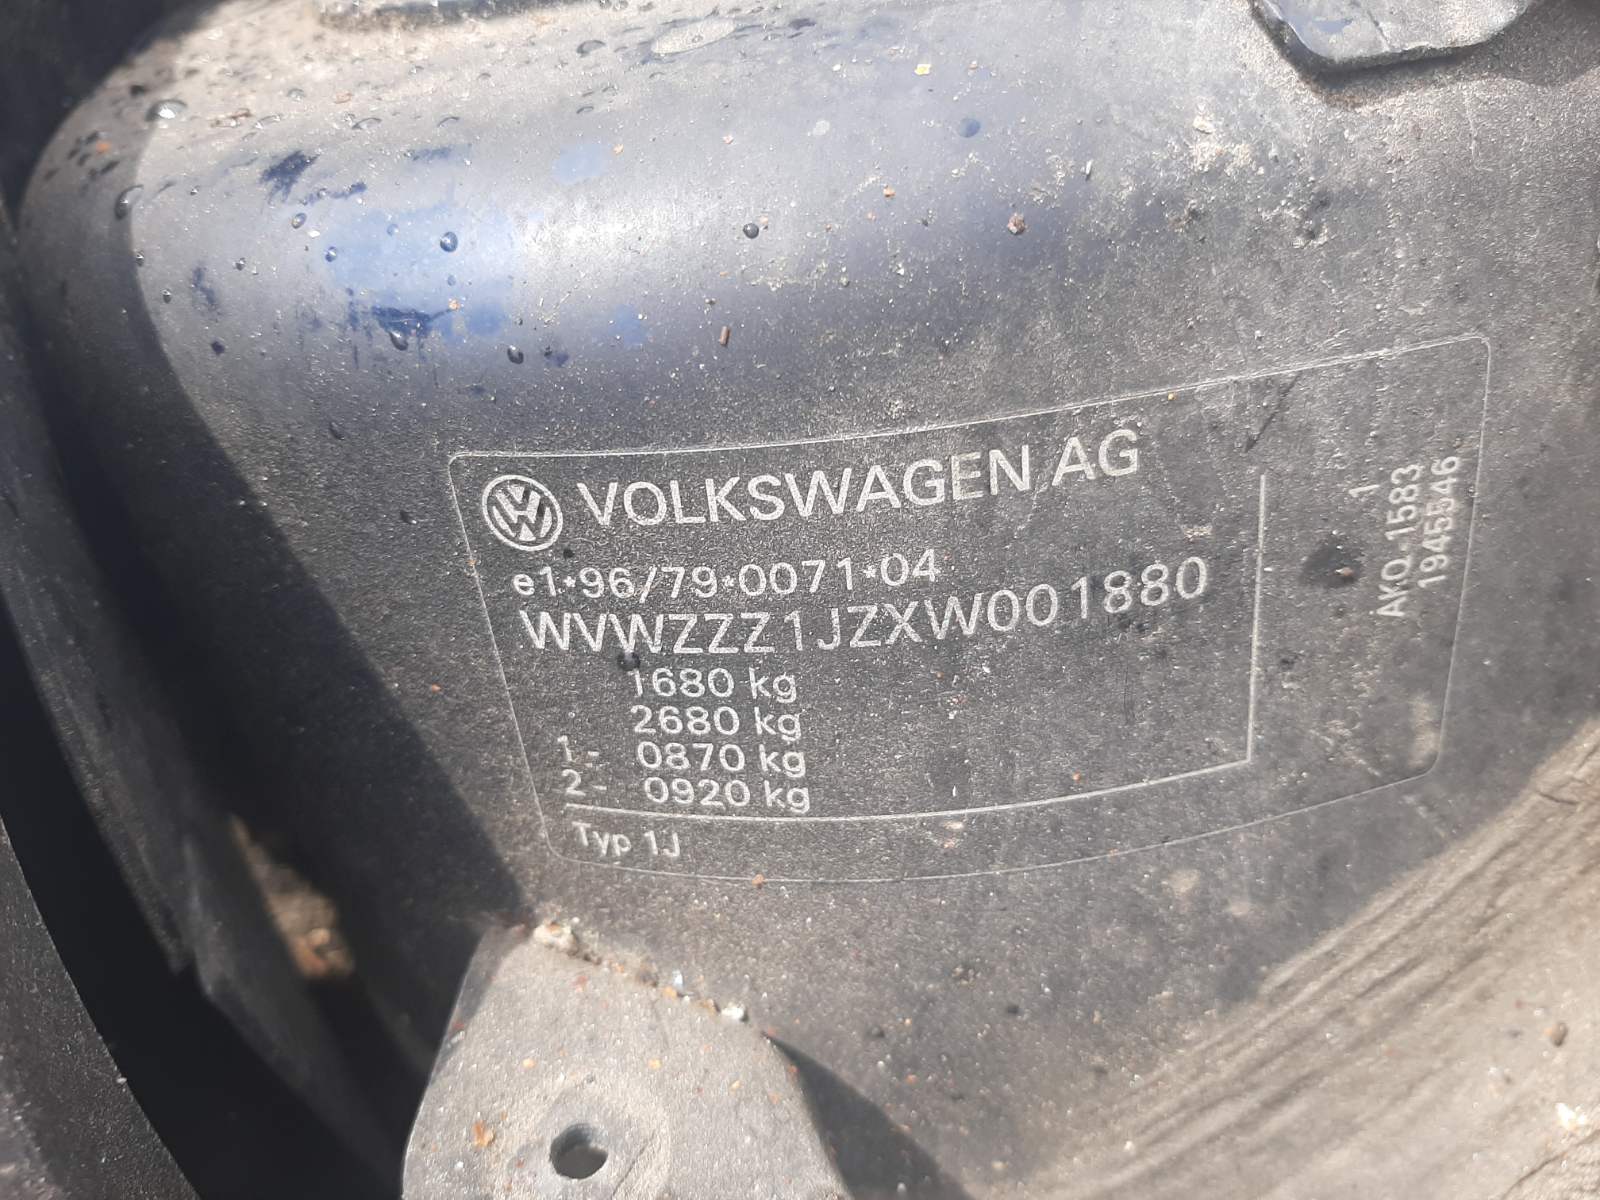 VOLKSWAGEN AG
e1*96/79*0071*04
WVWZZZ1JZXW001880
1680 kg
2680 kg
1- 0870 kg
2- 0920 kg
Typ 1J
1
AKQ-1583
1945546